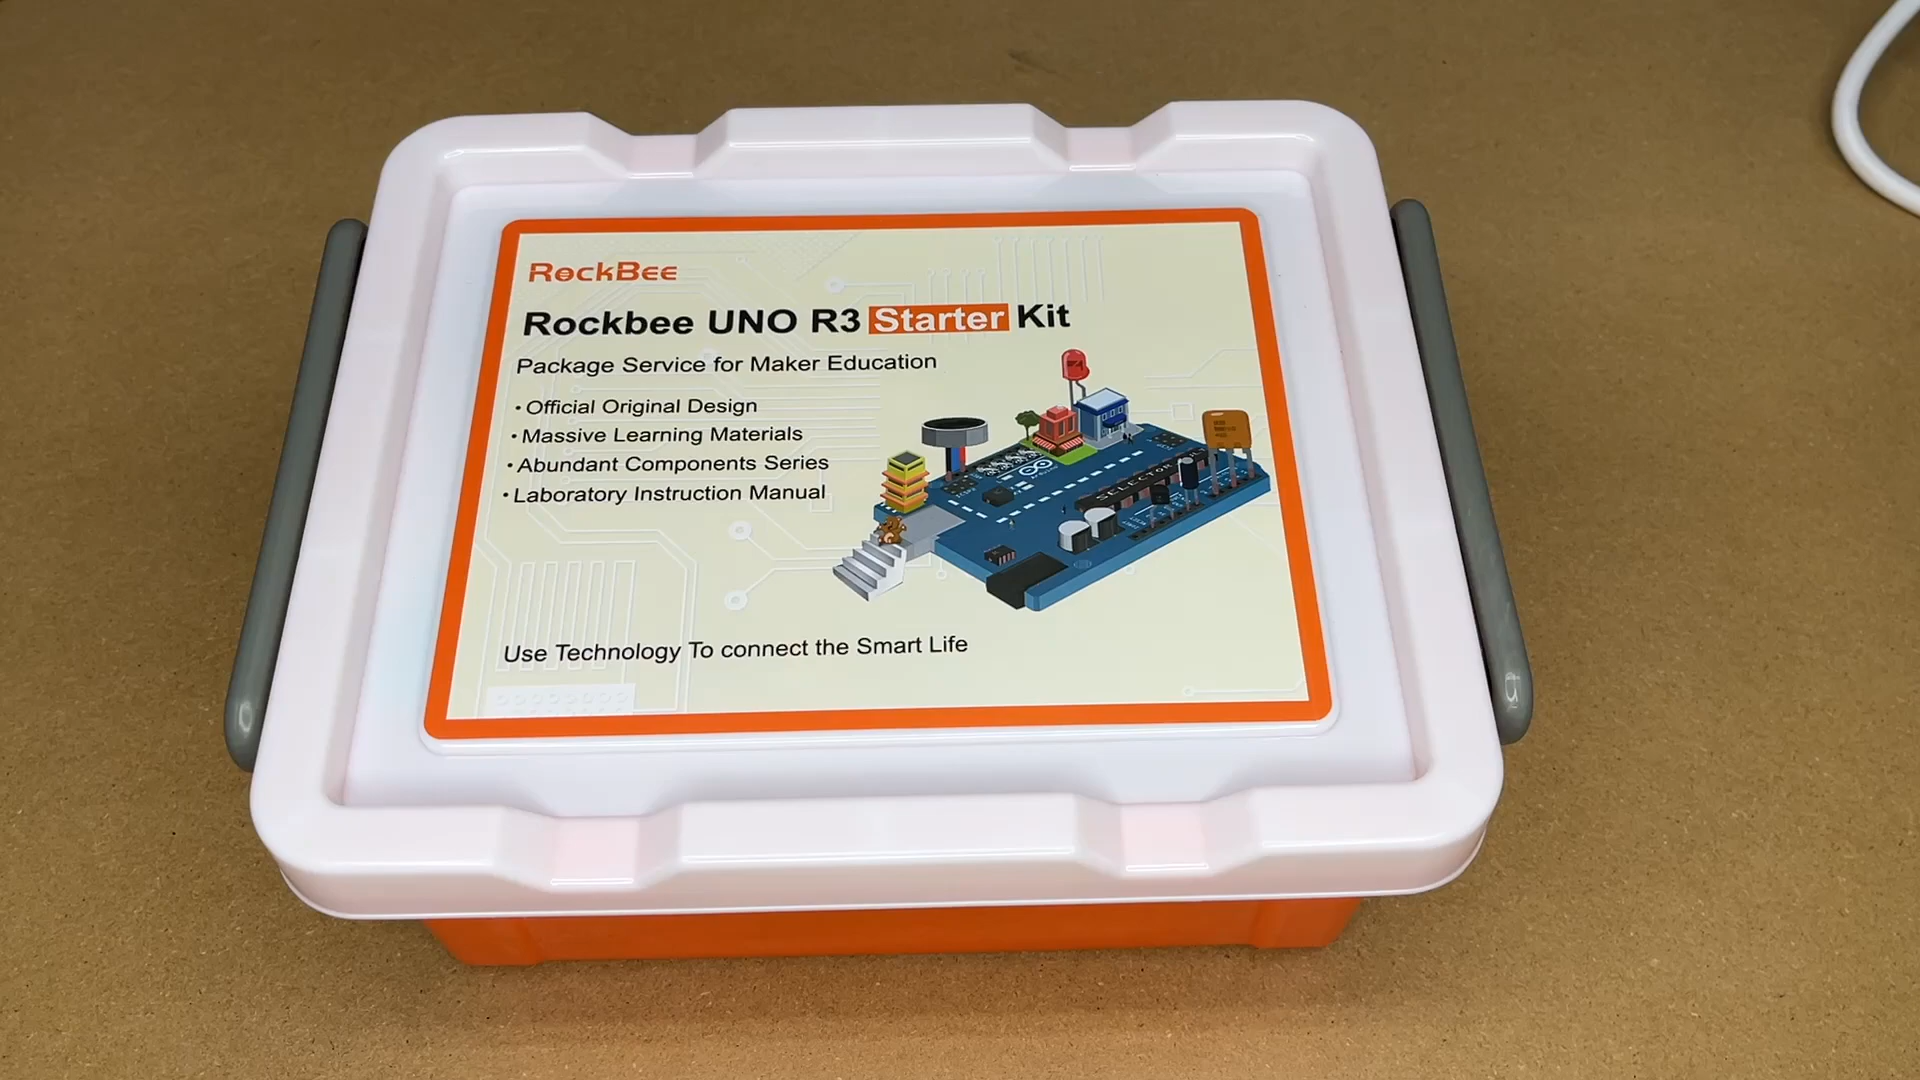 RockBee
Rockbee UNO R3 Starter Kit
Package Service for Maker Education
• Official Original Design
• Massive Learning Materials
• Abundant Components Series
• Laboratory Instruction Manual
SELECTOR
Use Technology To connect the Smart Life